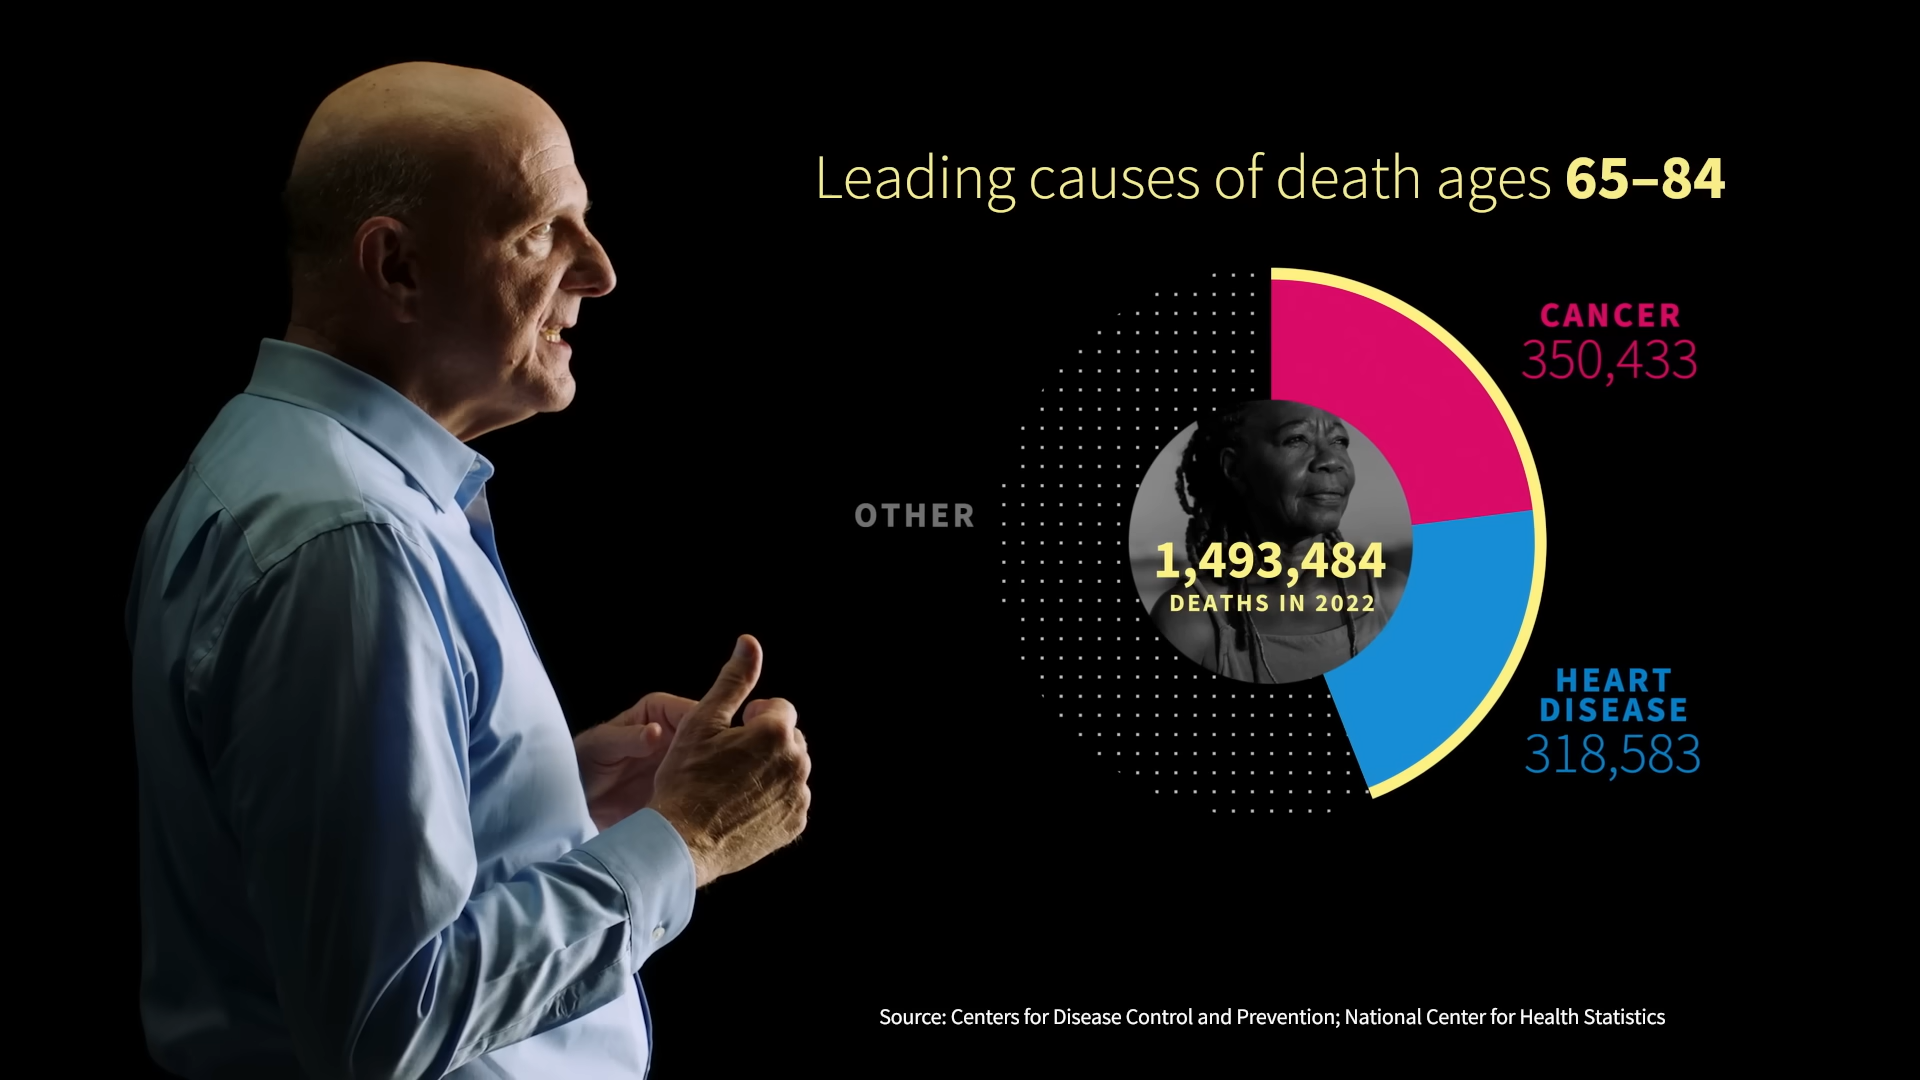 Leading causes of death ages 65–84
CANCER
350,433
OTHER
1,493,484
DEATHS IN 2022
HEART
DISEASE
318,583
Source: Centers for Disease Control and Prevention; National Center for Health Statistics